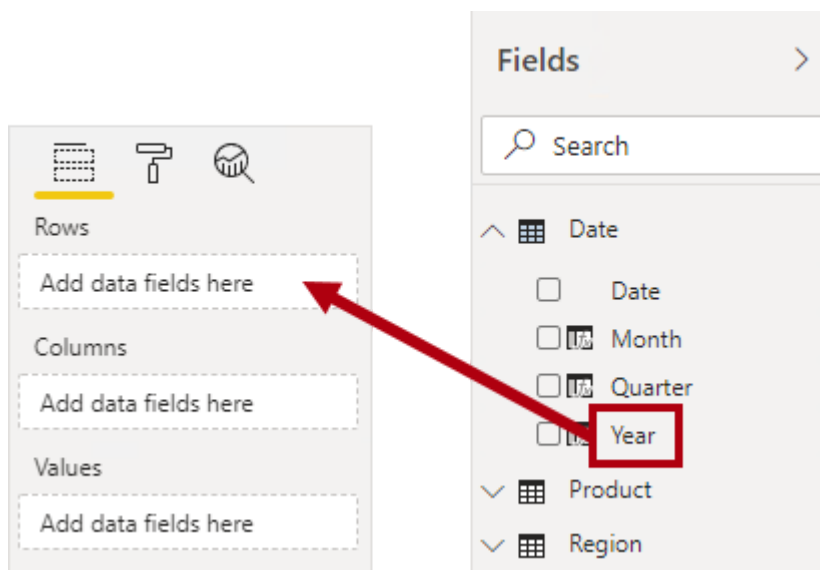 Rows
Add data fields here
Columns
Add data fields here
Values
Add data fields here
Fields
Search
Date
Date
Month
Quarter
Year
Product
Region